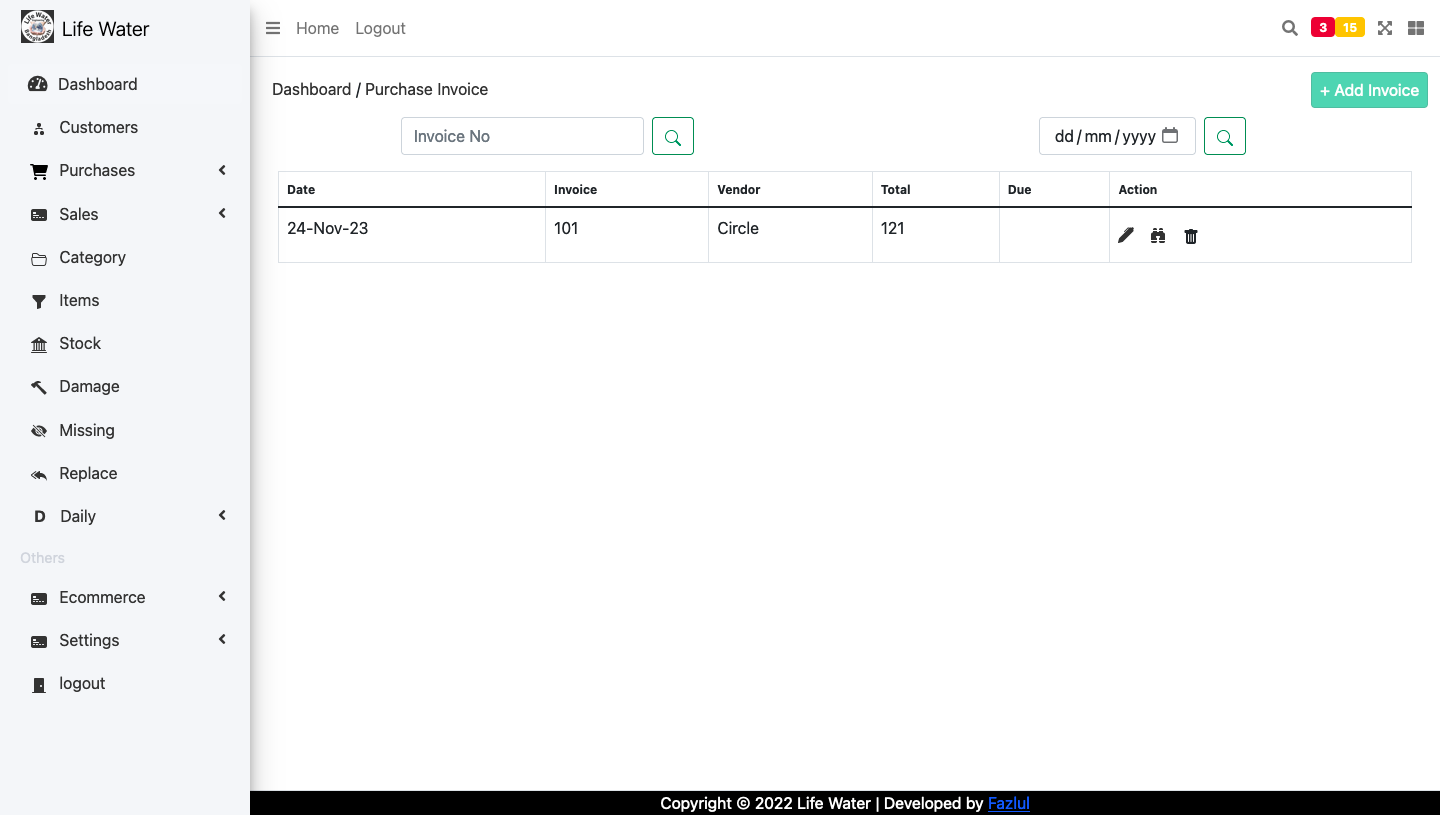 Life Water
Dashboard
Customers
Purchases
Sales
Category
Items
Stock
Damage
Missing
Replace
D Daily
Others
Ecommerce
Settings
logout
Home Logout
3 15
Dashboard / Purchase Invoice
+ Add Invoice
Invoice No
dd/mm/yyyy
Date Invoice Vendor Total Due Action
24-Nov-23 101 Circle 121
Copyright © 2022 Life Water | Developed by Fazlul